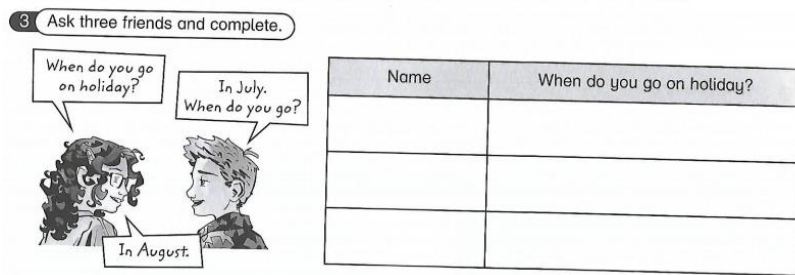 3 Ask three friends and complete.
When do you go
on holiday?
In July.
When do you go?
In August.
Name
When do you go on holiday?